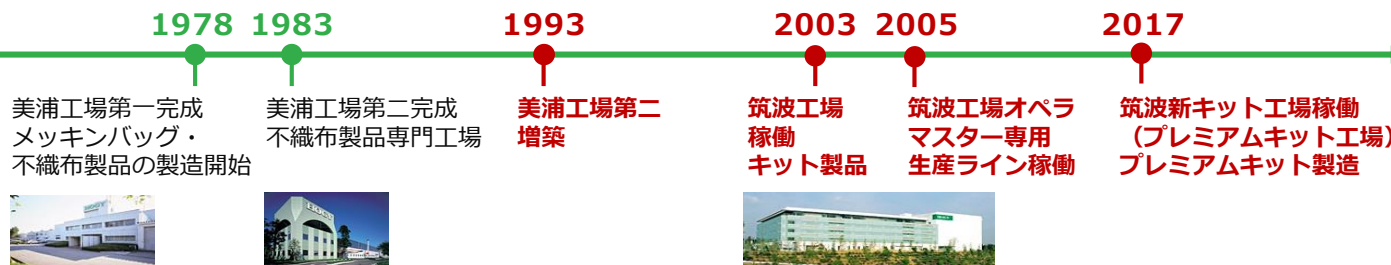 1978
1983
1993
2003
2005
2017
美浦工場第一完成
メッキンバッグ・
不織布製品の製造開始
美浦工場第二完成
不織布製品専門工場
美浦工場第二
増築
筑波工場
稼働
キット製品
筑波工場オペラ
マスター専用
生産ライン稼働
筑波新キット工場稼働
（プレミアムキット工場）
プレミアムキット製造